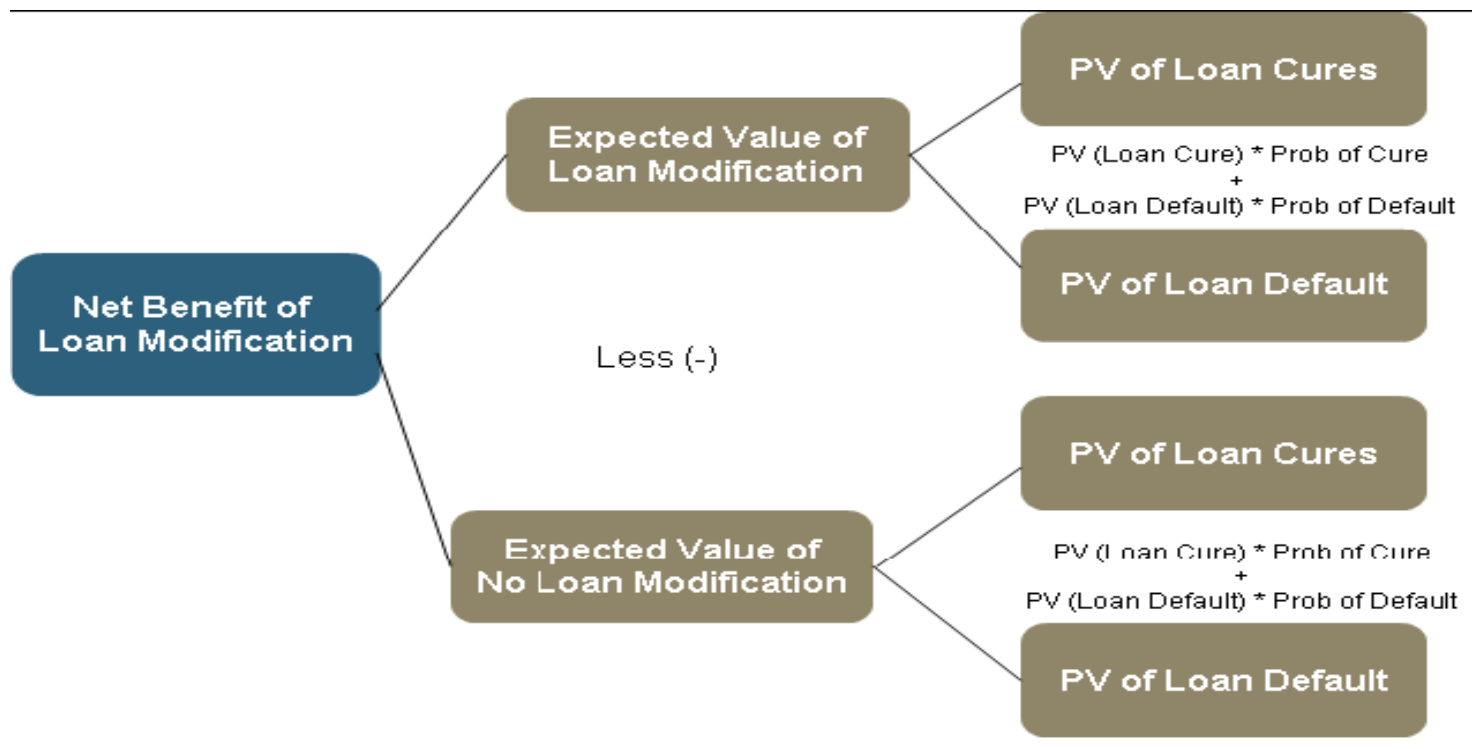 PV of Loan Cures
Expected Value of
Loan Modification
PV (Loan Cure) * Prob of Cure
+
PV (Loan Default) * Prob of Default
PV of Loan Default
Net Benefit of
Loan Modification
Less (-)
PV of Loan Cures
Expected Value of
No Loan Modification
PV (Loan Cure) * Prob of Cure
+
PV (Loan Default) * Prob of Default
PV of Loan Default